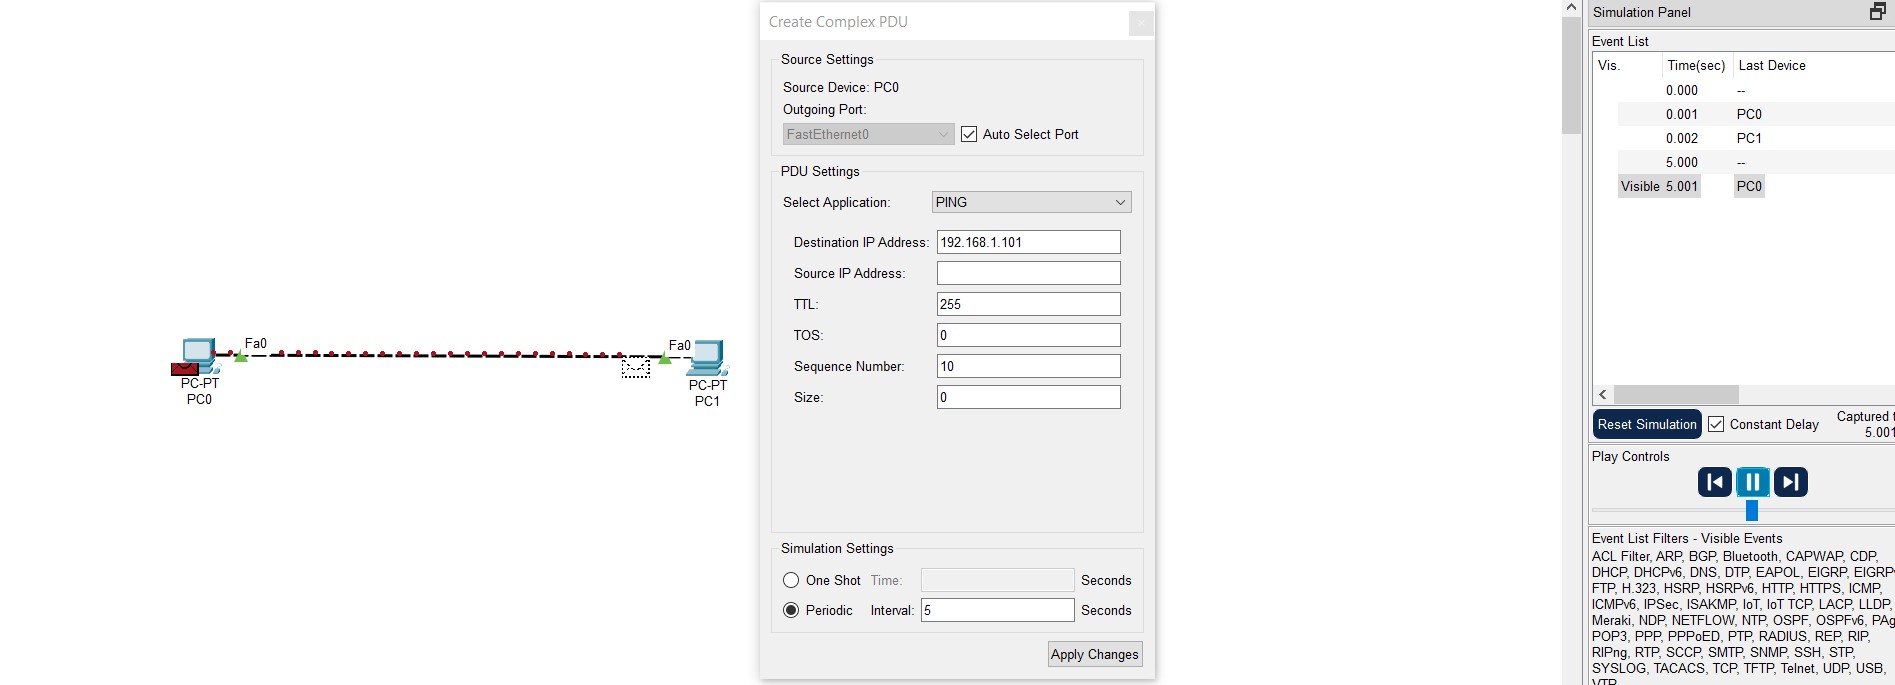 Fa0
Fa0
PC-PT
PC0
PC-PT
PC1
Create Complex PDU
Source Settings
Source Device: PC0
Outgoing Port:
FastEthernet0
Auto Select Port
PDU Settings
Select Application:
PING
Destination IP Address:
192.168.1.101
Source IP Address:
TTL:
255
TOS:
0
Sequence Number:
10
Size:
0
Simulation Settings
One Shot Time: Seconds
Periodic Interval: 5 Seconds
Apply Changes
Simulation Panel
Event List
Vis. Time(sec) Last Device
0.000 --
0.001 PC0
0.002 PC1
5.000 --
Visible 5.001 PC0
Reset Simulation
Constant Delay
Captured t
5.001
Play Controls
Event List Filters - Visible Events
ACL Filter, ARP, BGP, Bluetooth, CAPWAP, CDP,
DHCP, DHCPv6, DNS, DTP, EAPOL, EIGRP, EIGRP
FTP, H.323, HSRP, HSRPv6, HTTP, HTTPS, ICMP,
ICMPv6, IPSec, ISAKMP, IoT, IoT TCP, LACP, LLDP,
Meraki, NDP, NETFLOW, NTP, OSPF, OSPFv6, PAg
POP3, PPP, PPPoED, PTP, RADIUS, REP, RIP,
RIPng, RTP, SCCP, SMTP, SNMP, SSH, STP,
SYSLOG, TACACS, TCP, TFTP, Telnet, UDP, USB,